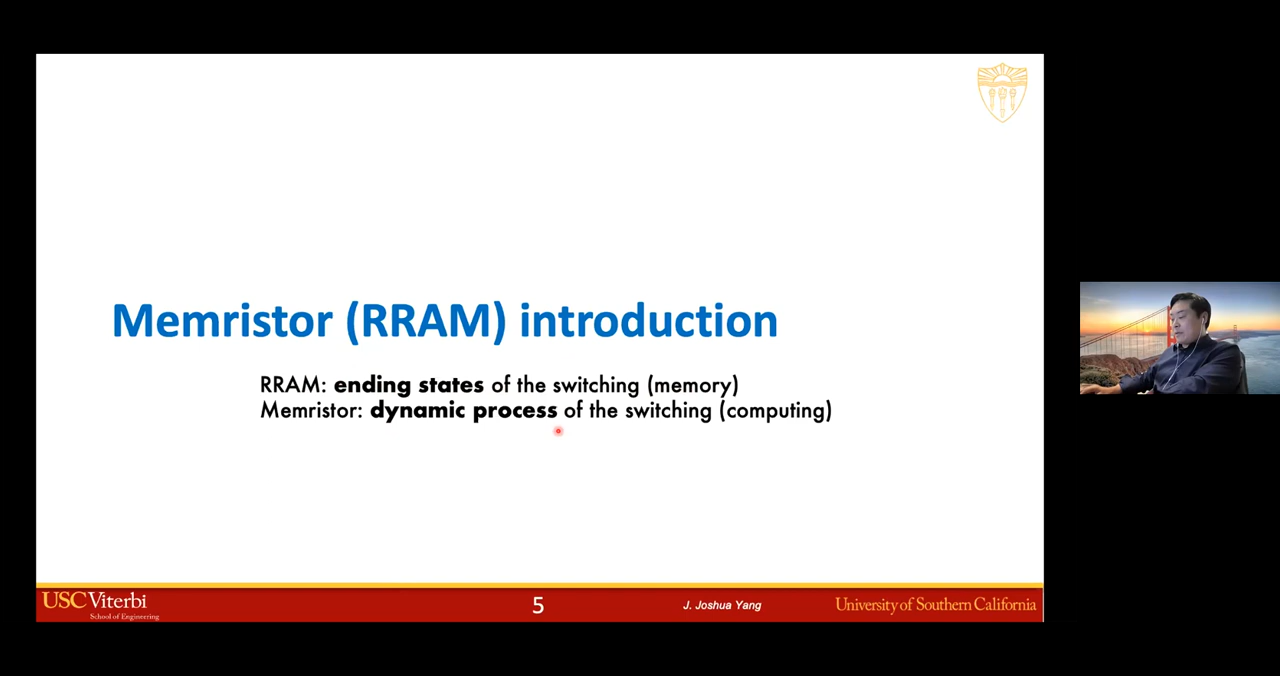 Memristor (RRAM) introduction
RRAM: ending states of the switching (memory)
Memristor: dynamic process of the switching (computing)
USC Viterbi
School of Engineering
5
J. Joshua Yang
University of Southern California